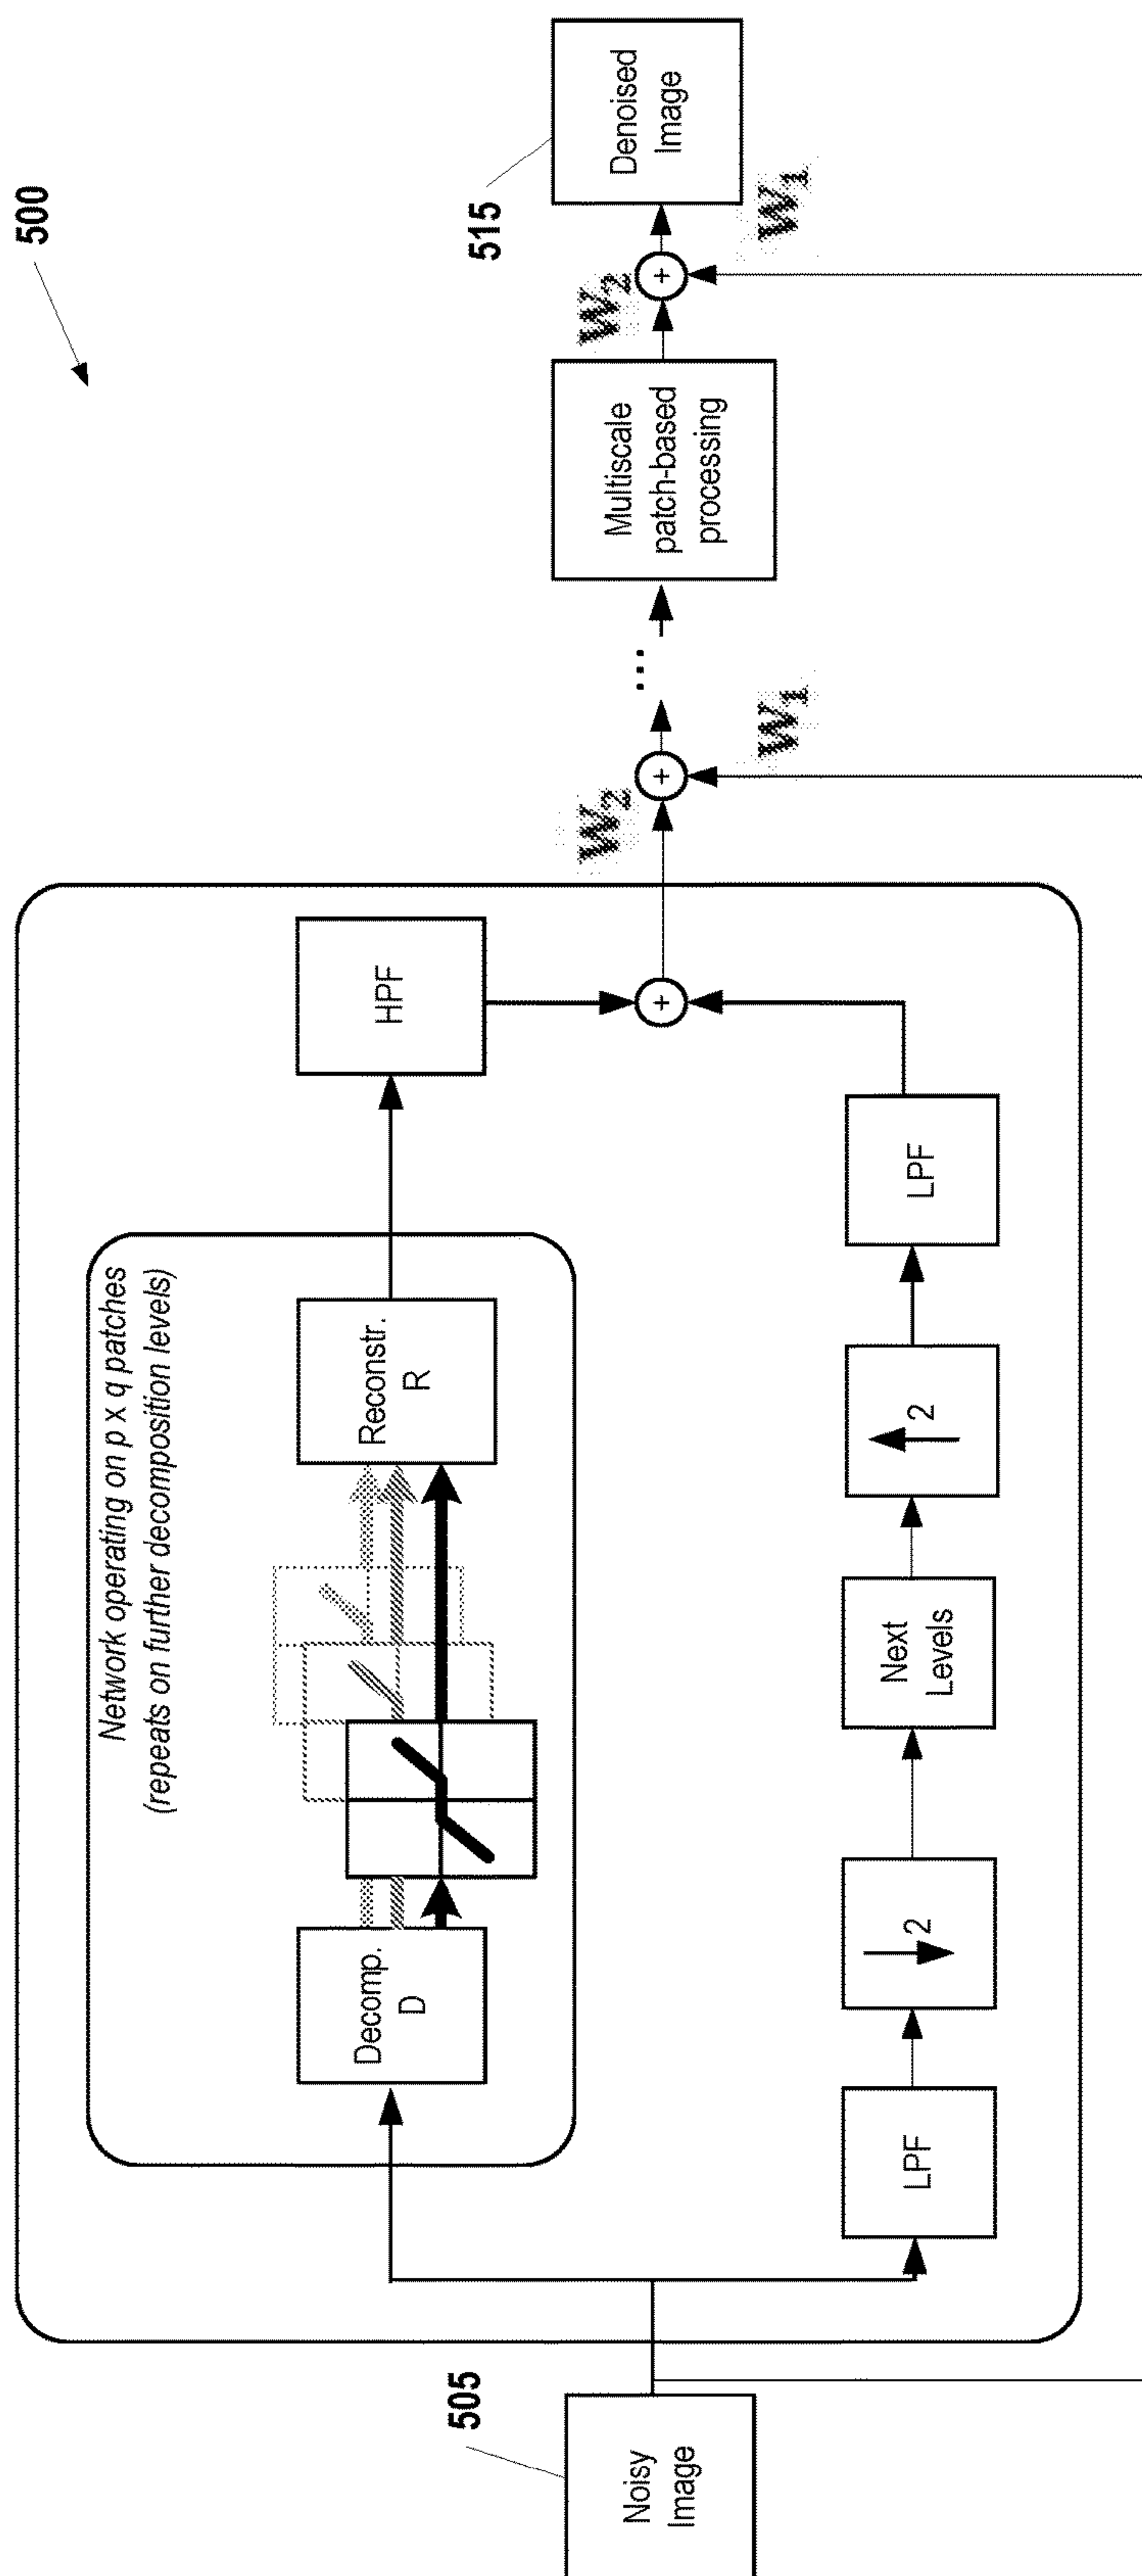 500
Network operating on p x q patches
(repeats on further decomposition levels)
505
Noisy
Image
Decomp.
D
Reconstr.
R
HPF
LPF
2
Next
Levels
2
LPF
+
W2
+
W1
...
Multiscale
patch-based
processing
W2
+
W1
515
Denoised
Image